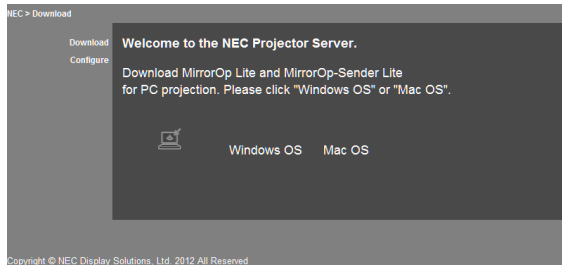 NEC > Download
Download
Configure
Welcome to the NEC Projector Server.
Download MirrorOp Lite and MirrorOp-Sender Lite
for PC projection. Please click "Windows OS" or "Mac OS".
Windows OS Mac OS
Copyright © NEC Display Solutions, Ltd. 2012 All Reserved